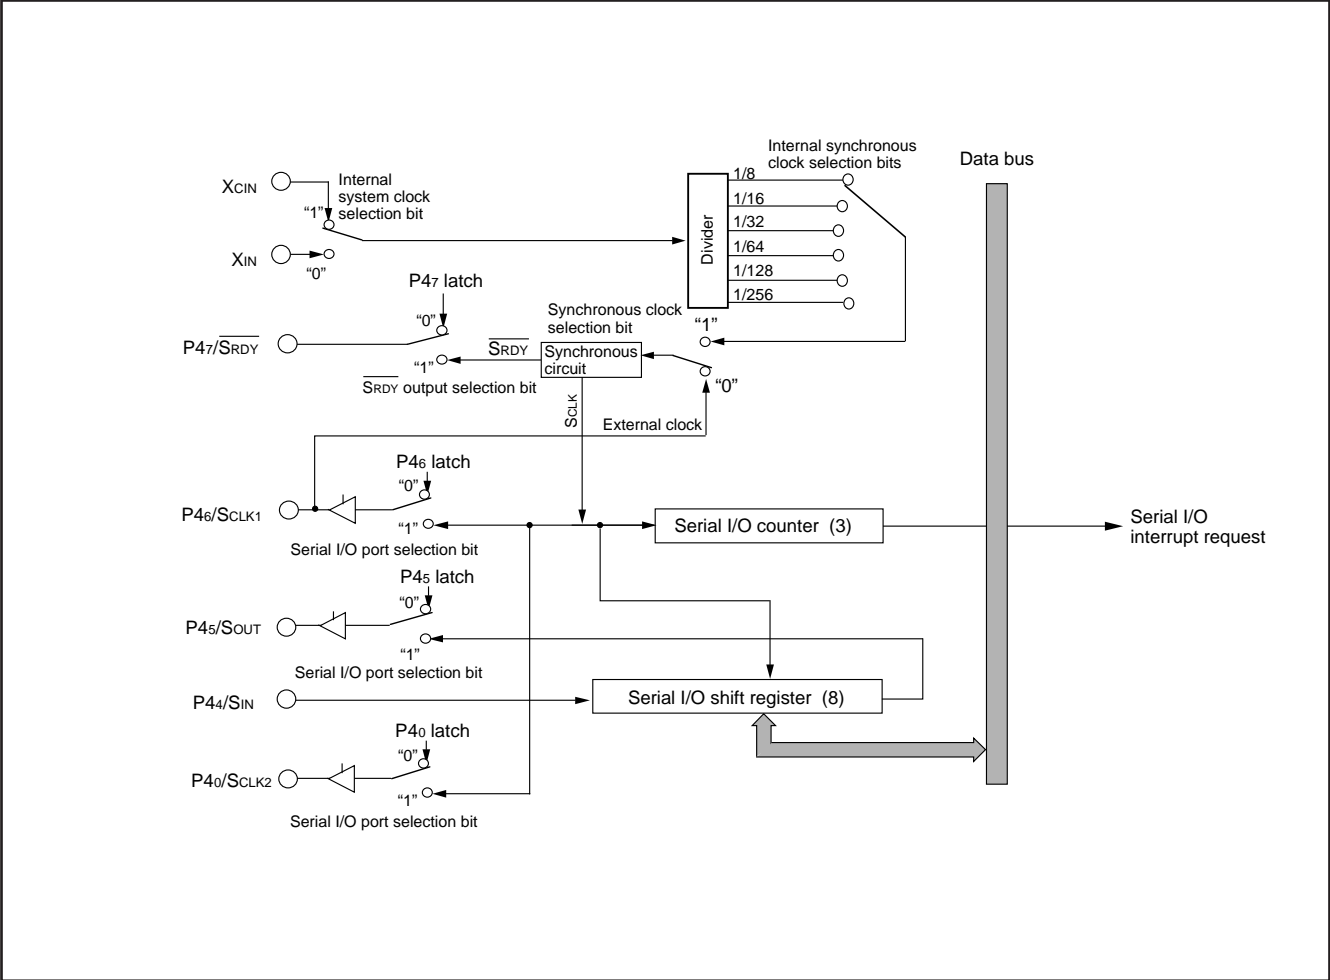 Internal synchronous
clock selection bits
Data bus
XCIN
Internal
system clock
selection bit
“1”
XIN
“0”
Divider
1/8
1/16
1/32
1/64
1/128
1/256
P47 latch
“0”
P47/SRDY
“1”
SRDY
SRDY output selection bit
Synchronous clock
selection bit
Synchronous
circuit
“1”
“0”
SCLK
External clock
P46 latch
“0”
P46/SCLK1
“1”
Serial I/O port selection bit
Serial I/O counter (3)
Serial I/O
interrupt request
P45 latch
“0”
P45/SOUT
“1”
Serial I/O port selection bit
P44/SIN
Serial I/O shift register (8)
P40 latch
“0”
P40/SCLK2
“1”
Serial I/O port selection bit